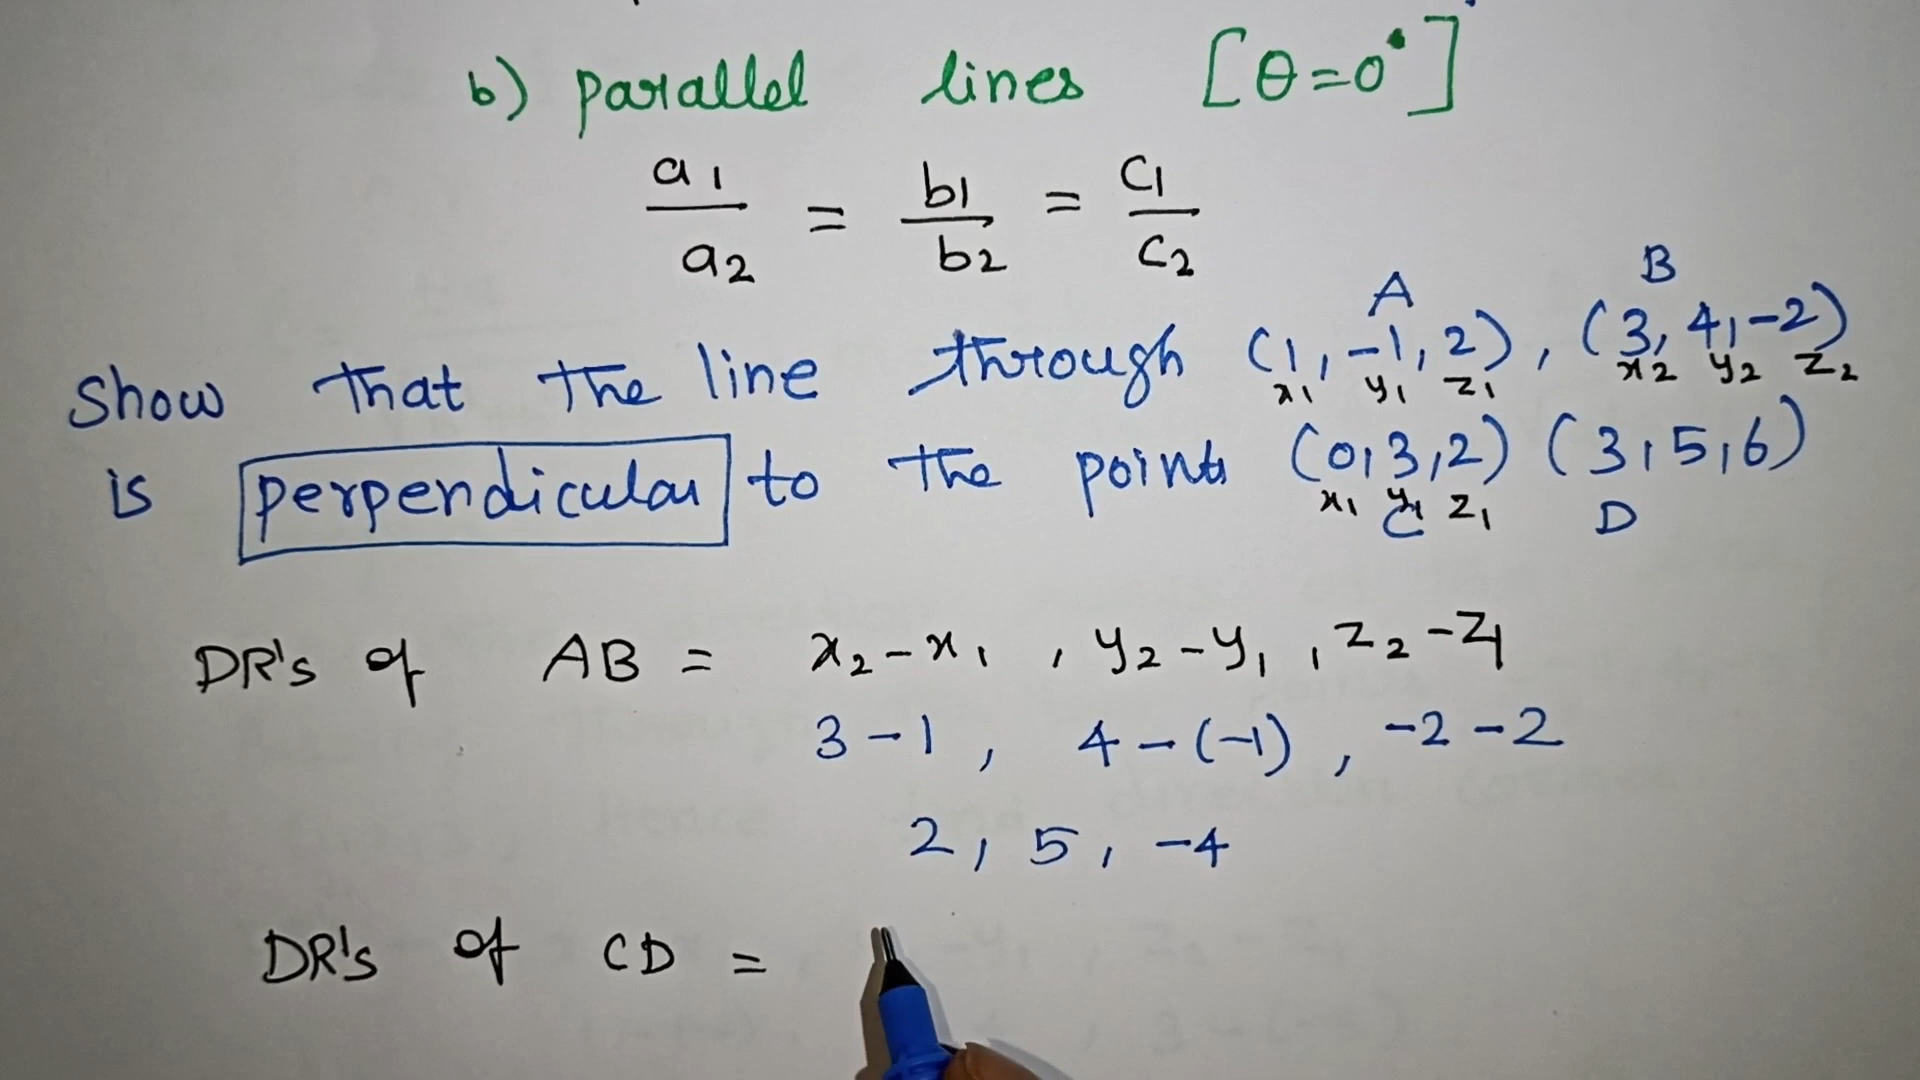 b) parallel lines [θ=0°]
a1/a2 = b1/b2 = c1/c2
A B
Show that the line through (1, -1, 2), (3, 4, -2)
x1 y1 z1 x2 y2 z2
is perpendicular to the points (0, 3, 2) (3, 5, 6)
x1 y1 z1
C D
DR's of AB = x2-x1, y2-y1, z2-z1
3-1, 4-(-1), -2-2
2, 5, -4
DR's of CD =